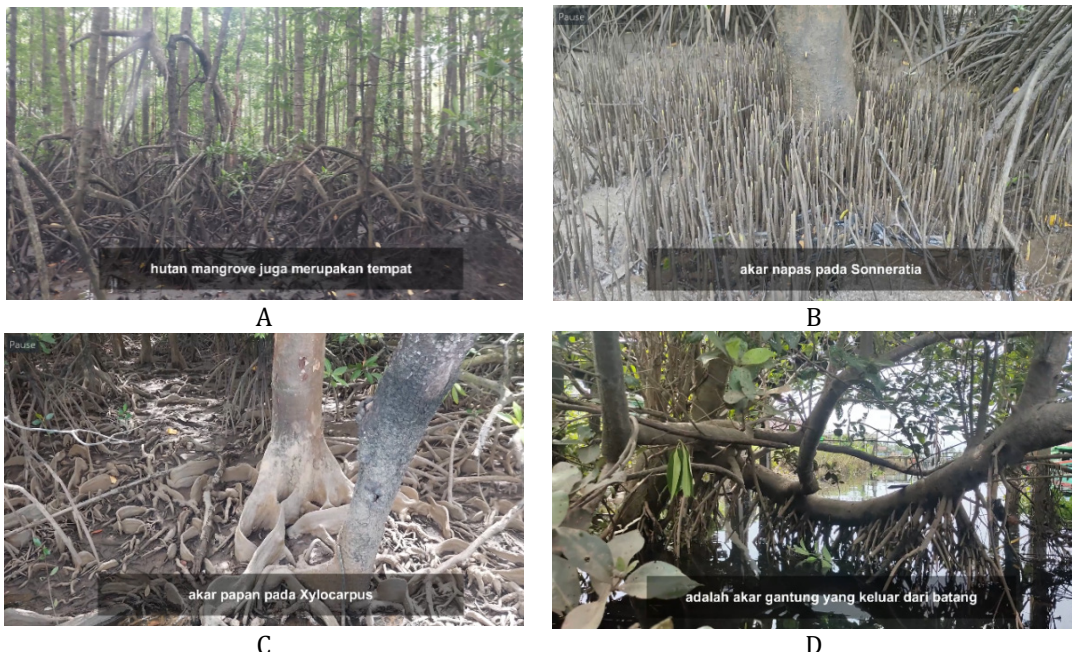 hutan mangrove juga merupakan tempat
A
Pause
akar napas pada Sonneratia
B
Pause
akar papan pada Xylocarpus
C
adalah akar gantung yang keluar dari batang
D